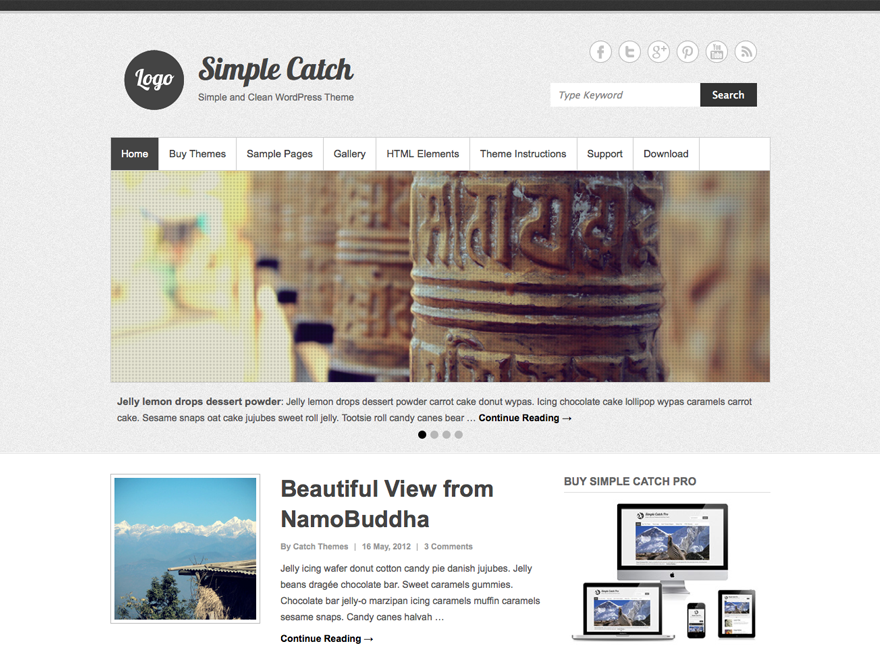 Logo
Simple Catch
Simple and Clean WordPress Theme
Type Keyword
Search
Home
Buy Themes
Sample Pages
Gallery
HTML Elements
Theme Instructions
Support
Download
Jelly lemon drops dessert powder: Jelly lemon drops dessert powder carrot cake donut wypas. Icing chocolate cake lollipop wypas caramels carrot
cake. Sesame snaps oat cake jujubes sweet roll jelly. Tootsie roll candy canes bear … Continue Reading →
Beautiful View from
NamoBuddha
By Catch Themes | 16 May, 2012 | 3 Comments
Jelly icing wafer donut cotton candy pie danish jujubes. Jelly
beans dragée chocolate bar. Sweet caramels gummies.
Chocolate bar jelly-o marzipan icing caramels muffin caramels
sesame snaps. Candy canes halvah …
Continue Reading →
BUY SIMPLE CATCH PRO
Simple Catch Pro
Simple Catch Pro